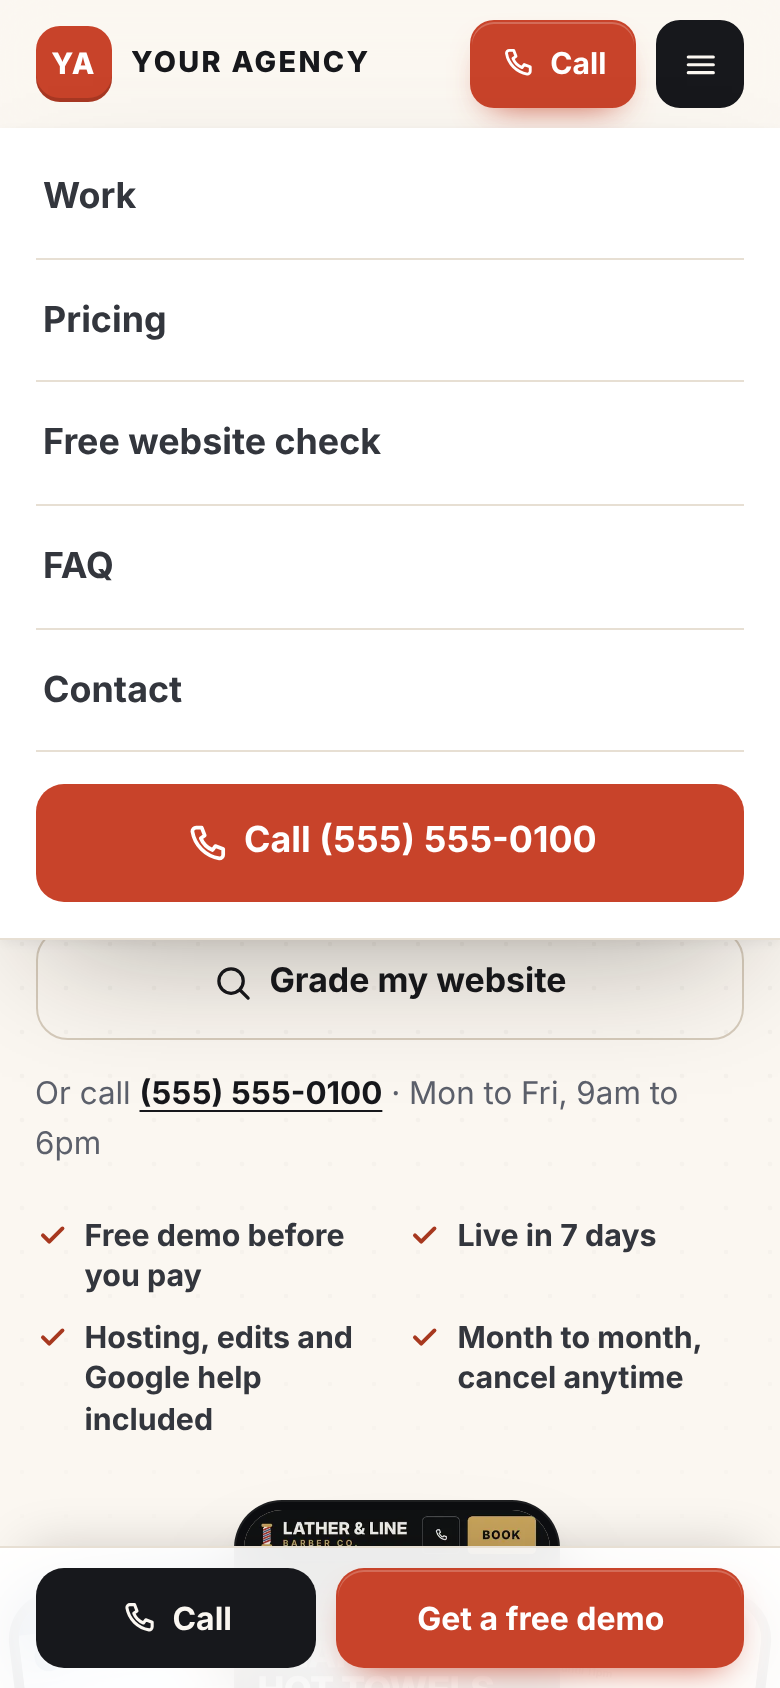 YA YOUR AGENCY Call
Work
Pricing
Free website check
FAQ
Contact
Call (555) 555-0100
Grade my website
Or call (555) 555-0100 · Mon to Fri, 9am to
6pm
Free demo before
you pay
Live in 7 days
Hosting, edits and
Google help
included
Month to month,
cancel anytime
LATHER & LINE
BARBER CO.
BOOK
Call
Get a free demo
HOT TOWELS